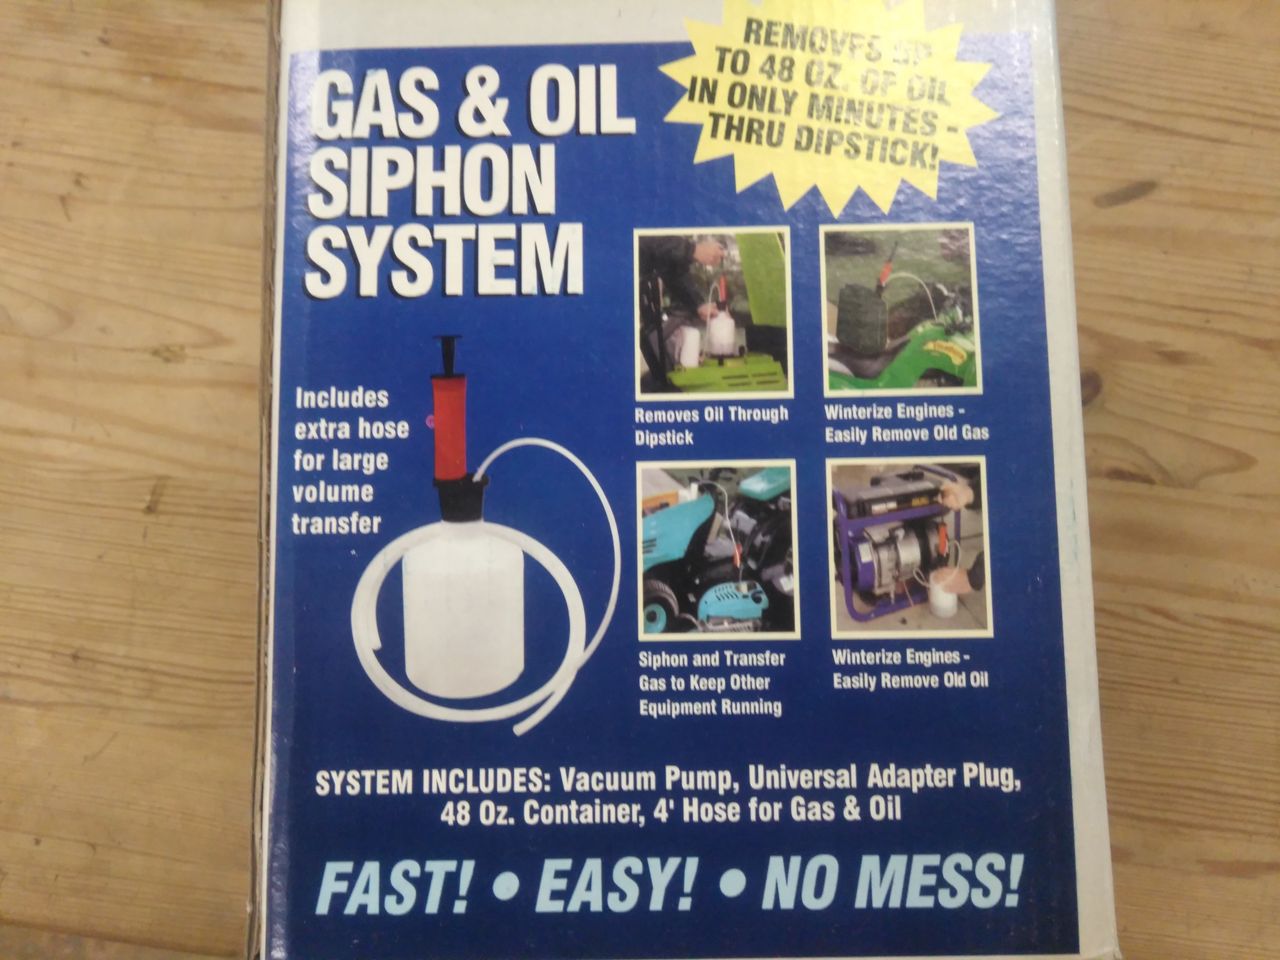 GAS & OIL
SIPHON
SYSTEM
REMOVES UP
TO 48 OZ. OF OIL
IN ONLY MINUTES -
THRU DIPSTICK!
Includes
extra hose
for large
volume
transfer
Removes Oil Through
Dipstick
Winterize Engines -
Easily Remove Old Gas
Siphon and Transfer
Gas to Keep Other
Equipment Running
Winterize Engines -
Easily Remove Old Oil
SYSTEM INCLUDES: Vacuum Pump, Universal Adapter Plug,
48 Oz. Container, 4' Hose for Gas & Oil
FAST! • EASY! • NO MESS!